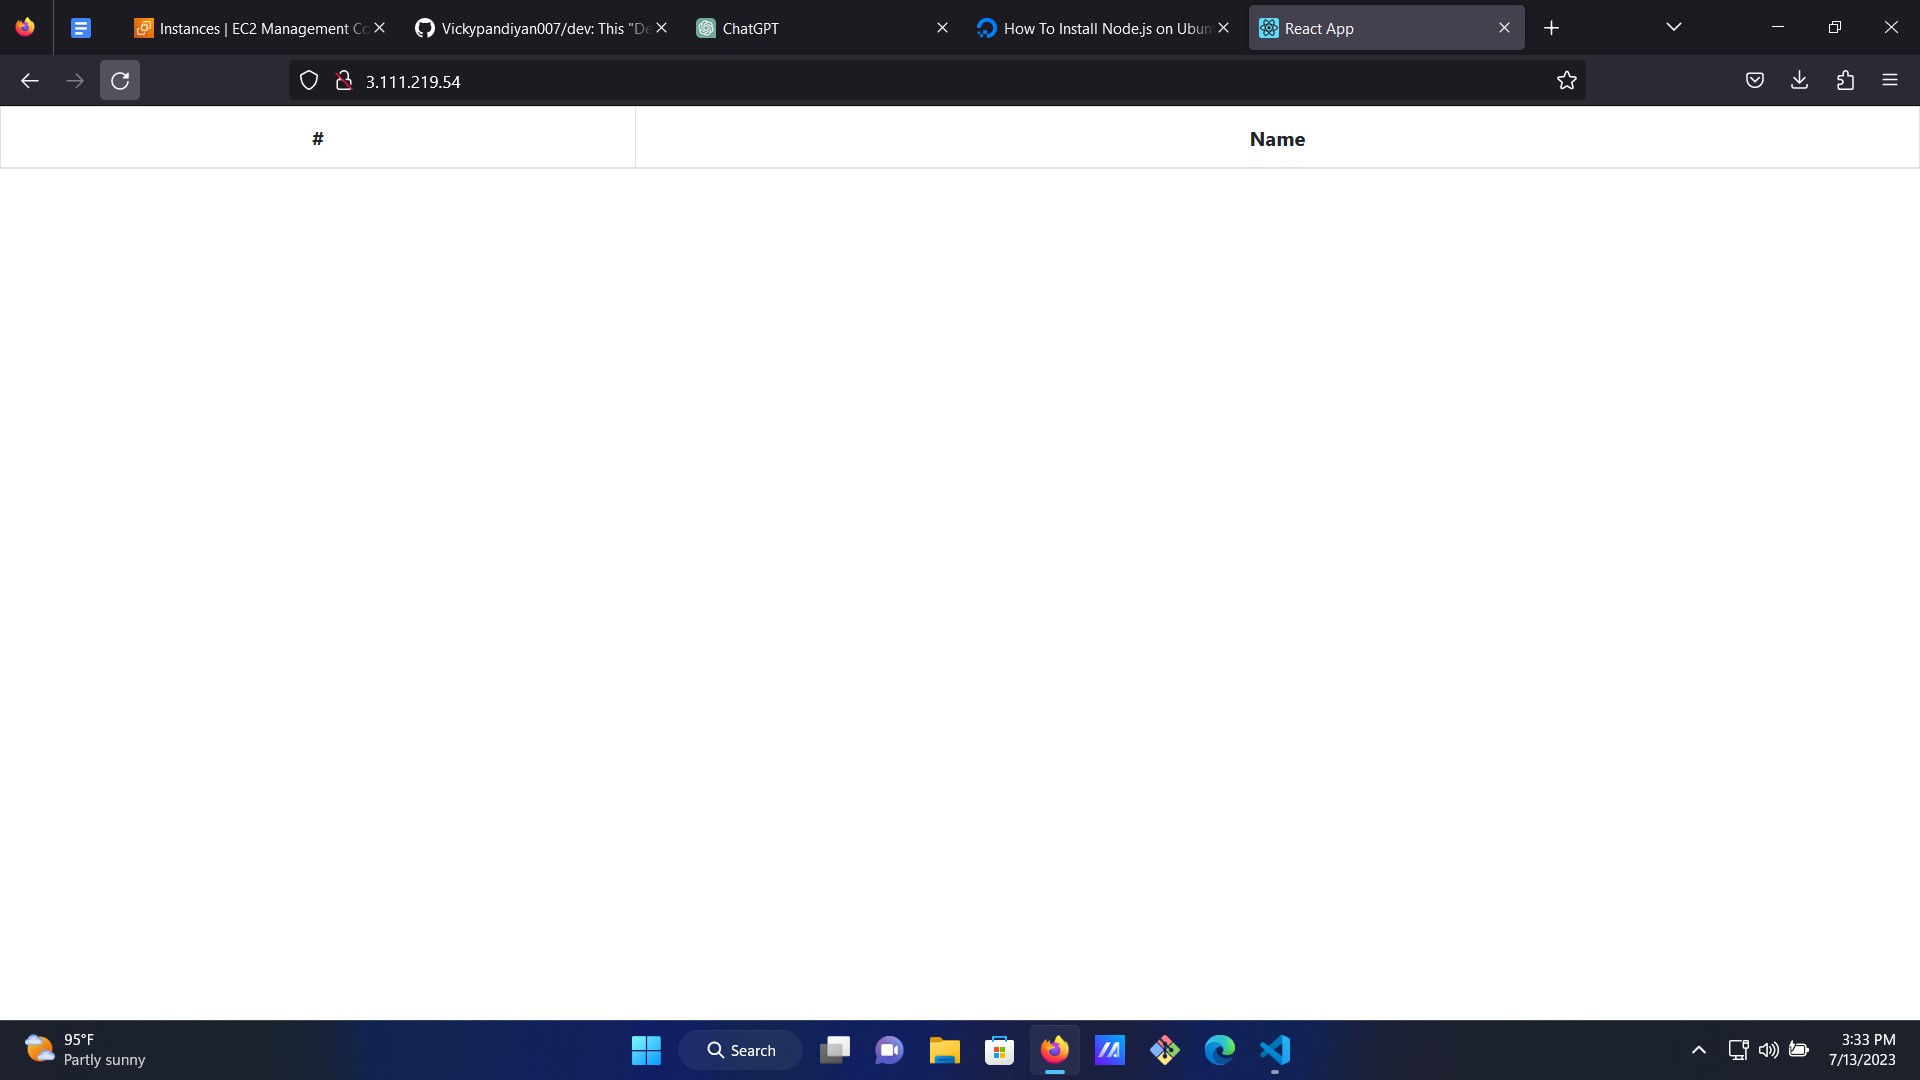 Instances | EC2 Management Co
Vickypandiyan007/dev: This "De
ChatGPT
How To Install Node.js on Ubun
React App
3.111.219.54
# Name
95°F
Partly sunny
Search
3:33 PM
7/13/2023